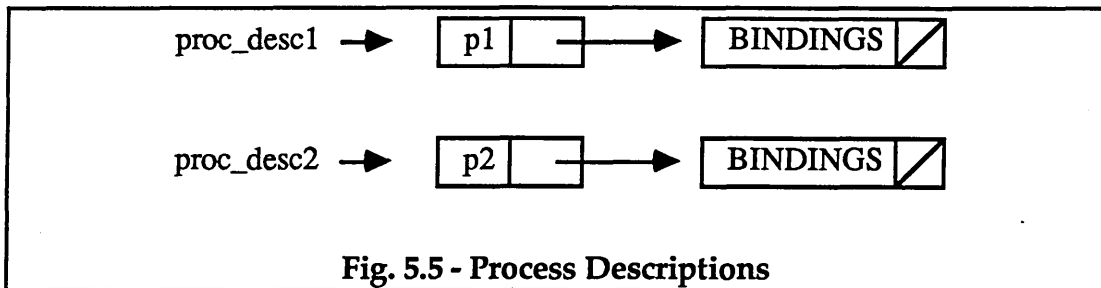 proc_desc1 p1 BINDINGS
proc_desc2 p2 BINDINGS
Fig. 5.5 - Process Descriptions